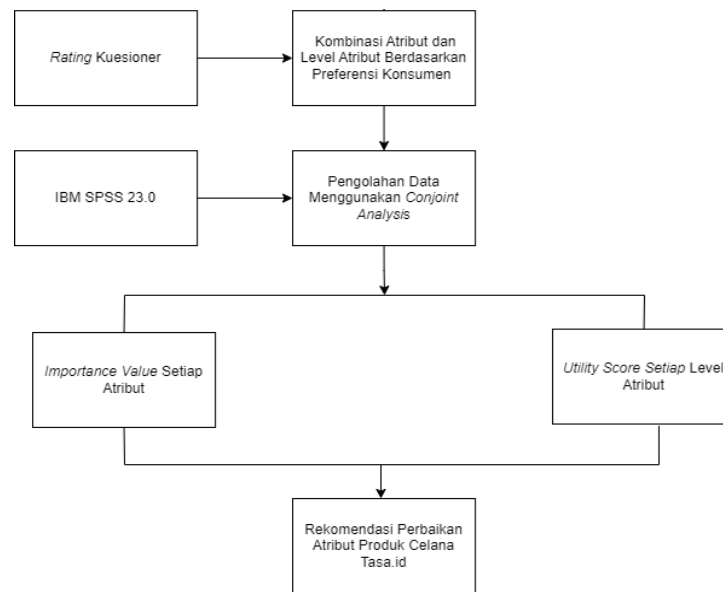 Rating Kuesioner
Kombinasi Atribut dan
Level Atribut Berdasarkan
Preferensi Konsumen
IBM SPSS 23.0
Pengolahan Data
Menggunakan Conjoint
Analysis
Importance Value Setiap
Atribut
Utility Score Setiap Level
Atribut
Rekomendasi Perbaikan
Atribut Produk Celana
Tasa.id